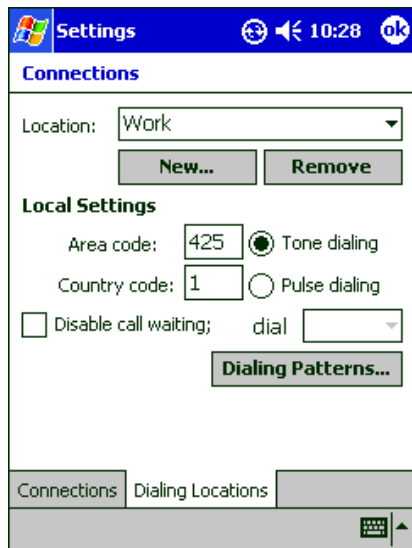 Settings 10:28 ok
Connections
Location: Work
New... Remove
Local Settings
Area code: 425 Tone dialing
Country code: 1 Pulse dialing
Disable call waiting; dial
Dialing Patterns...
Connections Dialing Locations